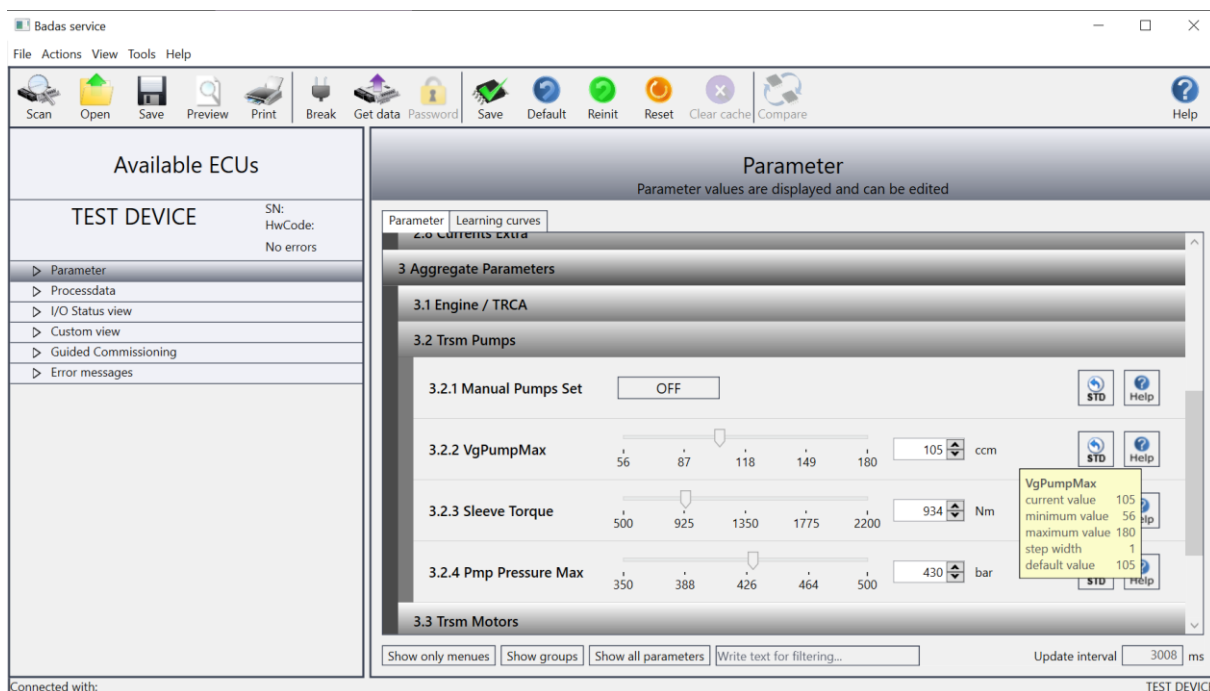 Badas service
File Actions View Tools Help
Scan Open Save Preview Print Break Get data Password Save Default Reinit Reset Clear cache Compare Help
Available ECUs
TEST DEVICE
SN:
HwCode:
No errors
Parameter
Processdata
I/O Status view
Custom view
Guided Commissioning
Error messages
Parameter
Parameter values are displayed and can be edited
Parameter Learning curves
2.8 Currents Extra
3 Aggregate Parameters
3.1 Engine / TRCA
3.2 Trsm Pumps
3.2.1 Manual Pumps Set OFF STD Help
3.2.2 VgPumpMax 105 ccm STD Help
56 87 118 149 180
3.2.3 Sleeve Torque 934 Nm
500 925 1350 1775 2200
3.2.4 Pmp Pressure Max 430 bar STD Help
350 388 426 464 500
VgPumpMax
current value 105
minimum value 56
maximum value 180
step width 1
default value 105
3.3 Trsm Motors
Show only menues Show groups Show all parameters Write text for filtering... Update interval 3008 ms
Connected with: TEST DEVICE